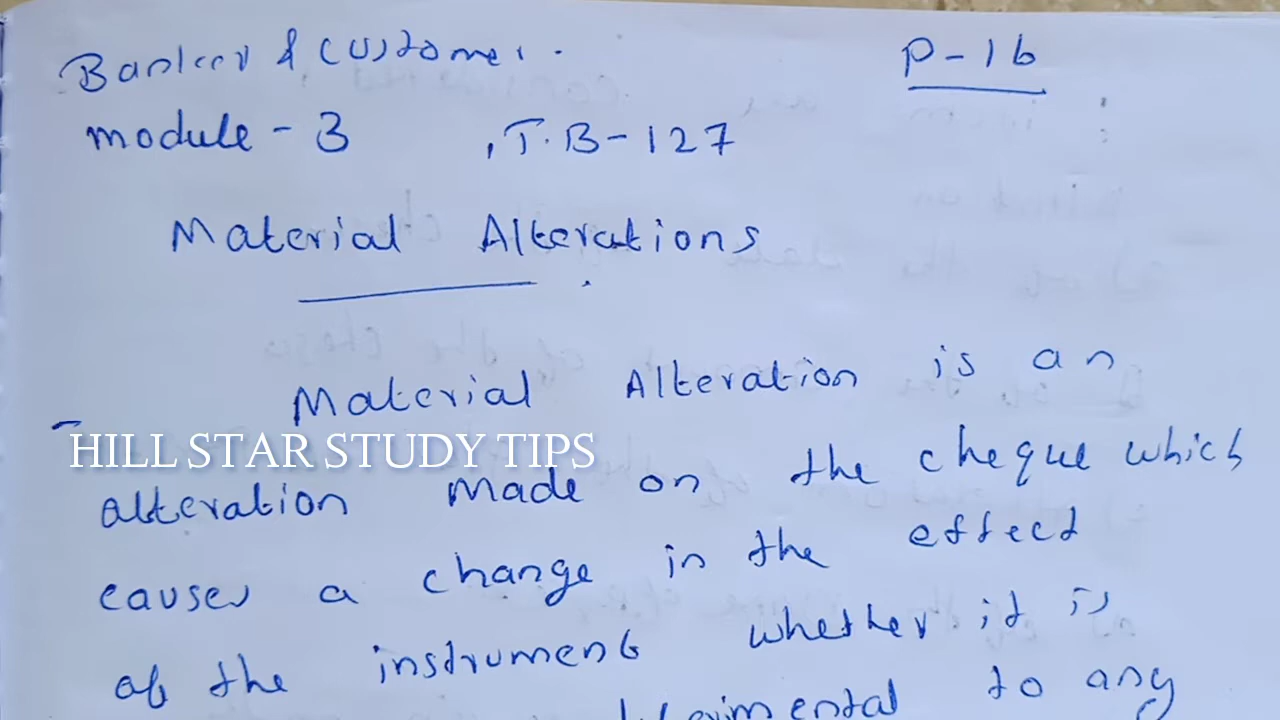 Banker & Customer.
P-16
module - 3 , T.B-127
Material Alterations
Material Alteration is an
HILL STAR STUDY TIPS
alteration made on the cheque which
causes a change in the effect
of the instrument whether it is
to any